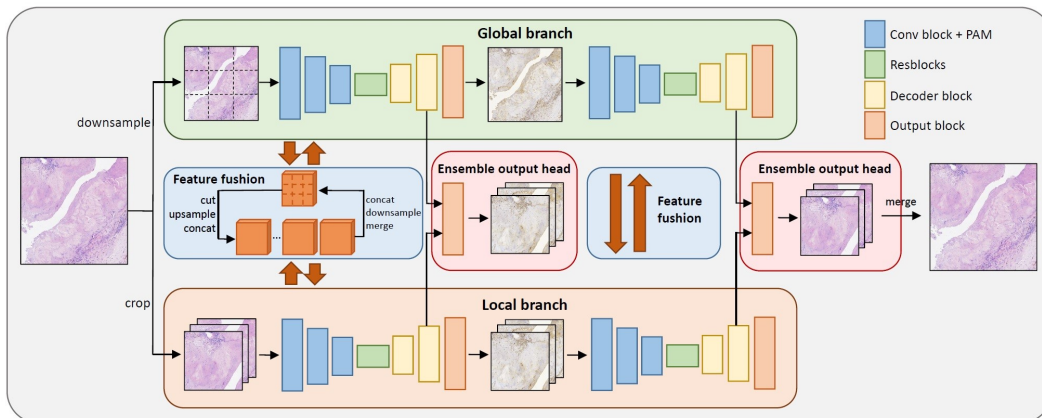 Global branch
Conv block + PAM
Resblocks
Decoder block
Output block
downsample
Feature fushion
cut
upsample
concat
...
concat
downsample
merge
Ensemble output head
Feature
fushion
Ensemble output head
merge
crop
Local branch